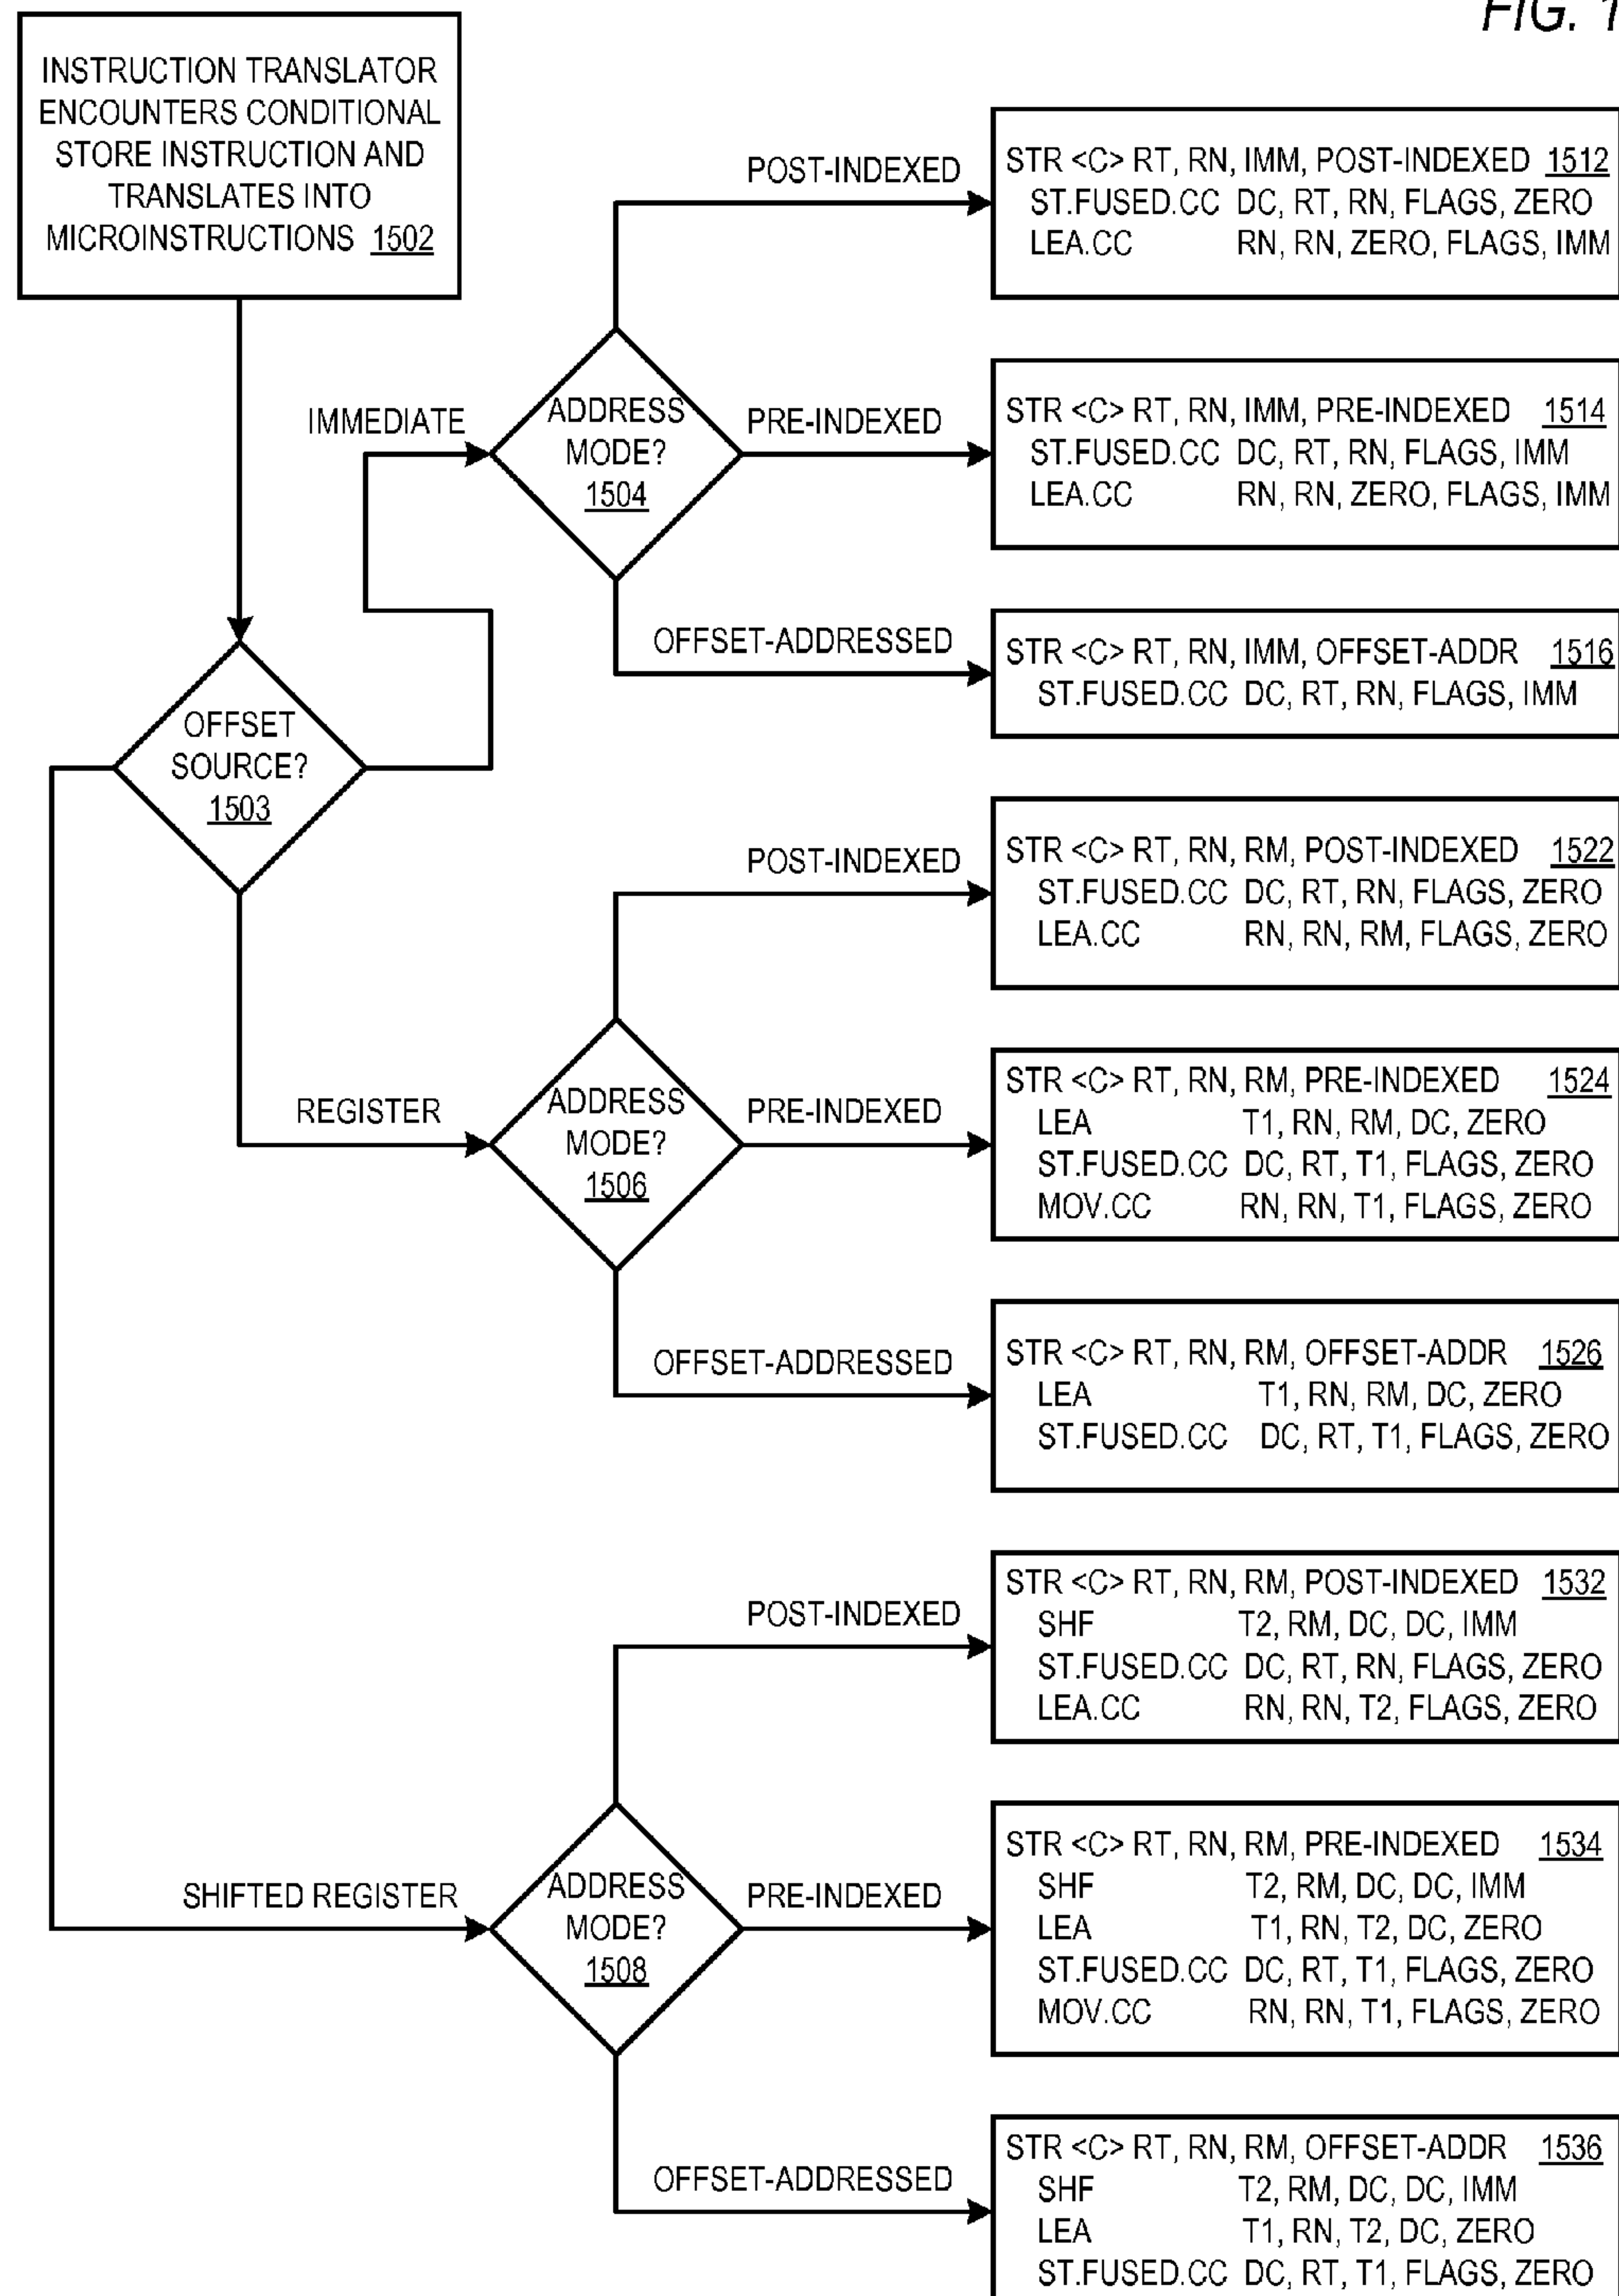 FIG. 1
INSTRUCTION TRANSLATOR
ENCOUNTERS CONDITIONAL
STORE INSTRUCTION AND
TRANSLATES INTO
MICROINSTRUCTIONS 1502
OFFSET
SOURCE?
1503
IMMEDIATE
ADDRESS
MODE?
1504
POST-INDEXED
STR <C> RT, RN, IMM, POST-INDEXED 1512
ST.FUSED.CC DC, RT, RN, FLAGS, ZERO
LEA.CC RN, RN, ZERO, FLAGS, IMM
PRE-INDEXED
STR <C> RT, RN, IMM, PRE-INDEXED 1514
ST.FUSED.CC DC, RT, RN, FLAGS, IMM
LEA.CC RN, RN, ZERO, FLAGS, IMM
OFFSET-ADDRESSED
STR <C> RT, RN, IMM, OFFSET-ADDR 1516
ST.FUSED.CC DC, RT, RN, FLAGS, IMM
REGISTER
ADDRESS
MODE?
1506
POST-INDEXED
STR <C> RT, RN, RM, POST-INDEXED 1522
ST.FUSED.CC DC, RT, RN, FLAGS, ZERO
LEA.CC RN, RN, RM, FLAGS, ZERO
PRE-INDEXED
STR <C> RT, RN, RM, PRE-INDEXED 1524
LEA T1, RN, RM, DC, ZERO
ST.FUSED.CC DC, RT, T1, FLAGS, ZERO
MOV.CC RN, RN, T1, FLAGS, ZERO
OFFSET-ADDRESSED
STR <C> RT, RN, RM, OFFSET-ADDR 1526
LEA T1, RN, RM, DC, ZERO
ST.FUSED.CC DC, RT, T1, FLAGS, ZERO
SHIFTED REGISTER
ADDRESS
MODE?
1508
POST-INDEXED
STR <C> RT, RN, RM, POST-INDEXED 1532
SHF T2, RM, DC, DC, IMM
ST.FUSED.CC DC, RT, RN, FLAGS, ZERO
LEA.CC RN, RN, T2, FLAGS, ZERO
PRE-INDEXED
STR <C> RT, RN, RM, PRE-INDEXED 1534
SHF T2, RM, DC, DC, IMM
LEA T1, RN, T2, DC, ZERO
ST.FUSED.CC DC, RT, T1, FLAGS, ZERO
MOV.CC RN, RN, T1, FLAGS, ZERO
OFFSET-ADDRESSED
STR <C> RT, RN, RM, OFFSET-ADDR 1536
SHF T2, RM, DC, DC, IMM
LEA T1, RN, T2, DC, ZERO
ST.FUSED.CC DC, RT, T1, FLAGS, ZERO